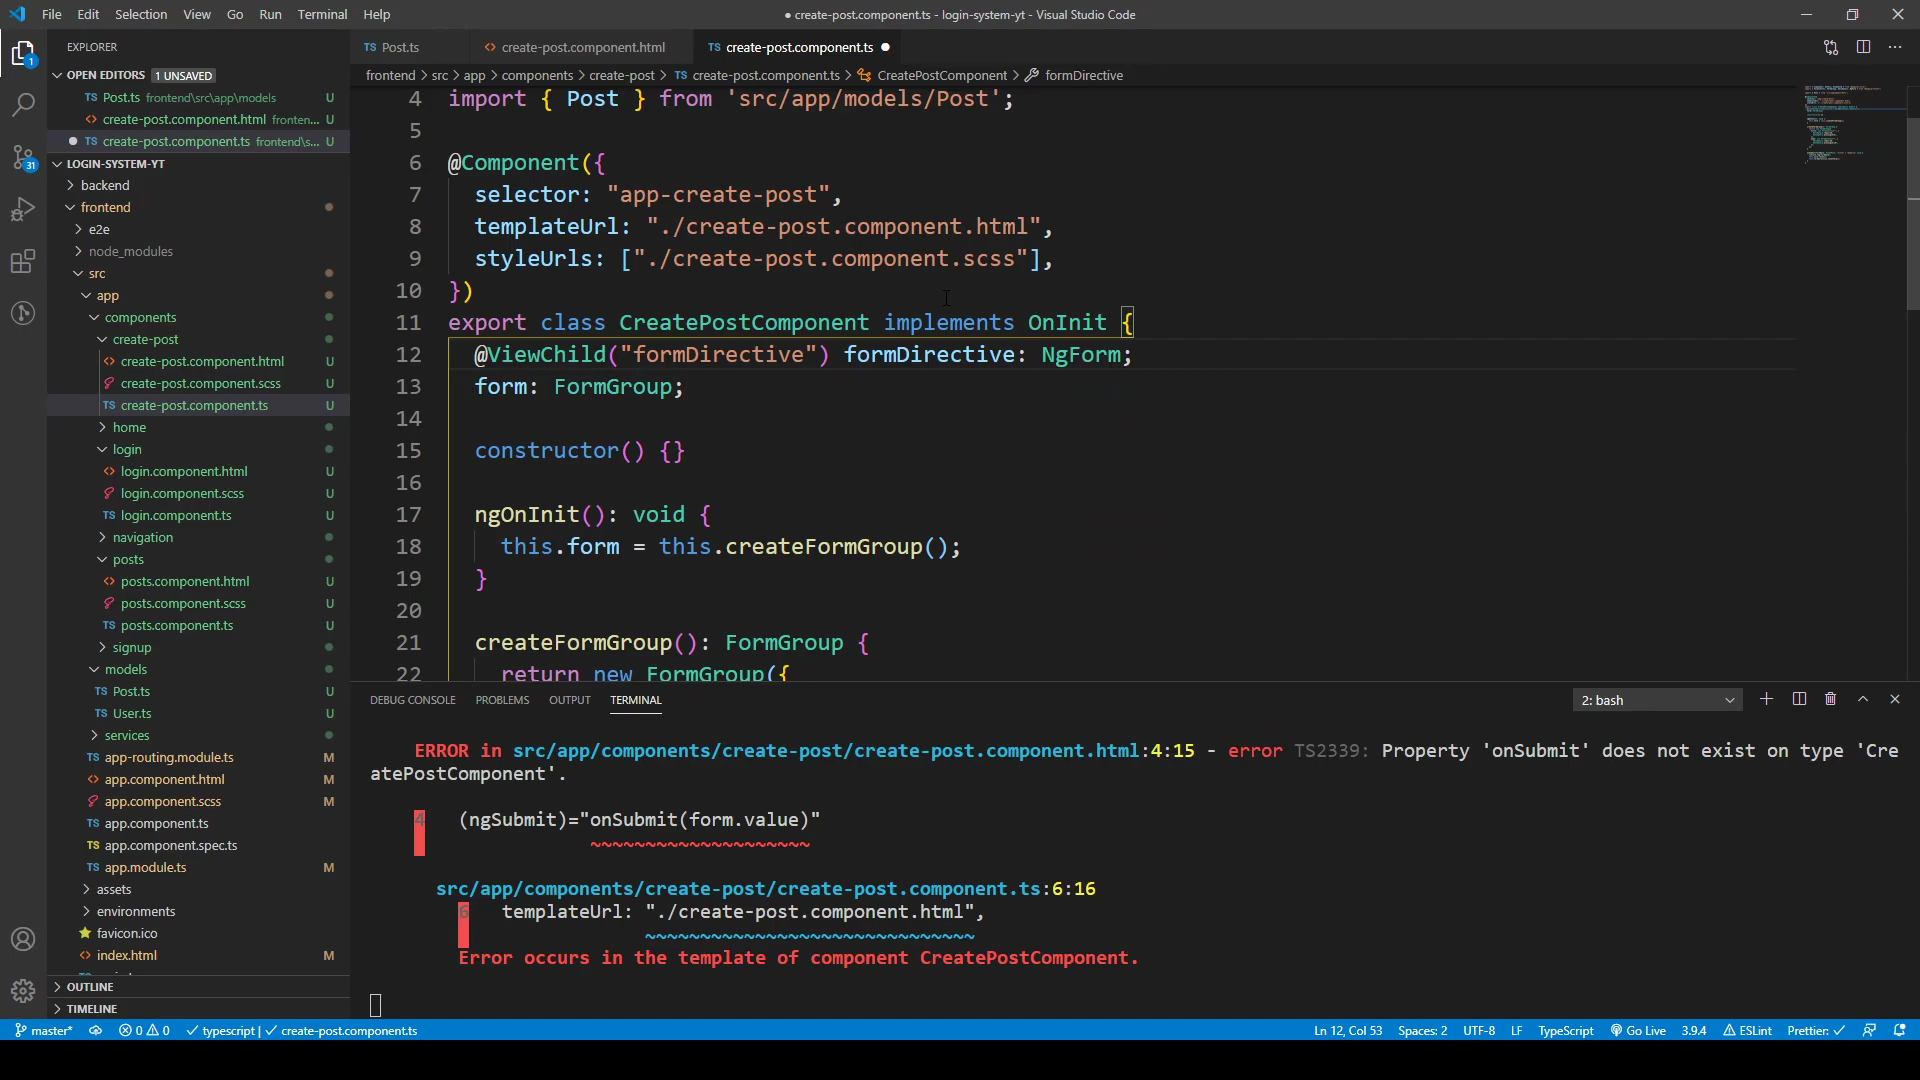 File Edit Selection View Go Run Terminal Help
● create-post.component.ts - login-system-yt - Visual Studio Code
EXPLORER
OPEN EDITORS 1 UNSAVED
TS Post.ts frontend\src\app\models U
<> create-post.component.html fronten... U
● TS create-post.component.ts frontend\s... U
LOGIN-SYSTEM-YT
backend
frontend
e2e
node_modules
src
app
components
create-post
<> create-post.component.html U
create-post.component.scss U
TS create-post.component.ts U
home
login
<> login.component.html U
login.component.scss U
TS login.component.ts U
navigation
posts
<> posts.component.html U
posts.component.scss U
TS posts.component.ts U
signup
models
TS Post.ts U
TS User.ts U
services
TS app-routing.module.ts M
<> app.component.html M
app.component.scss M
TS app.component.ts
TS app.component.spec.ts
TS app.module.ts M
assets
environments
favicon.ico
<> index.html M
OUTLINE
TIMELINE
1
31
TS Post.ts
<> create-post.component.html
TS create-post.component.ts ●
frontend > src > app > components > create-post > TS create-post.component.ts > CreatePostComponent > formDirective
4 import { Post } from 'src/app/models/Post';
5
6 @Component({
7 selector: "app-create-post",
8 templateUrl: "./create-post.component.html",
9 styleUrls: ["./create-post.component.scss"],
10 })
11 export class CreatePostComponent implements OnInit {
12 @ViewChild("formDirective") formDirective: NgForm;
13 form: FormGroup;
14
15 constructor() {}
16
17 ngOnInit(): void {
18 this.form = this.createFormGroup();
19 }
20
21 createFormGroup(): FormGroup {
22 return new FormGroup({
DEBUG CONSOLE PROBLEMS OUTPUT TERMINAL
2: bash
ERROR in src/app/components/create-post/create-post.component.html:4:15 - error TS2339: Property 'onSubmit' does not exist on type 'Cre
atePostComponent'.
4 (ngSubmit)="onSubmit(form.value)"
~~~~~~~~~~~~~~~~~~~~
src/app/components/create-post/create-post.component.ts:6:16
6 templateUrl: "./create-post.component.html",
~~~~~~~~~~~~~~~~~~~~~~~~~~~~~~
Error occurs in the template of component CreatePostComponent.
master* 0 0 typescript | create-post.component.ts
Ln 12, Col 53 Spaces: 2 UTF-8 LF TypeScript Go Live 3.9.4 ESLint Prettier: ✓